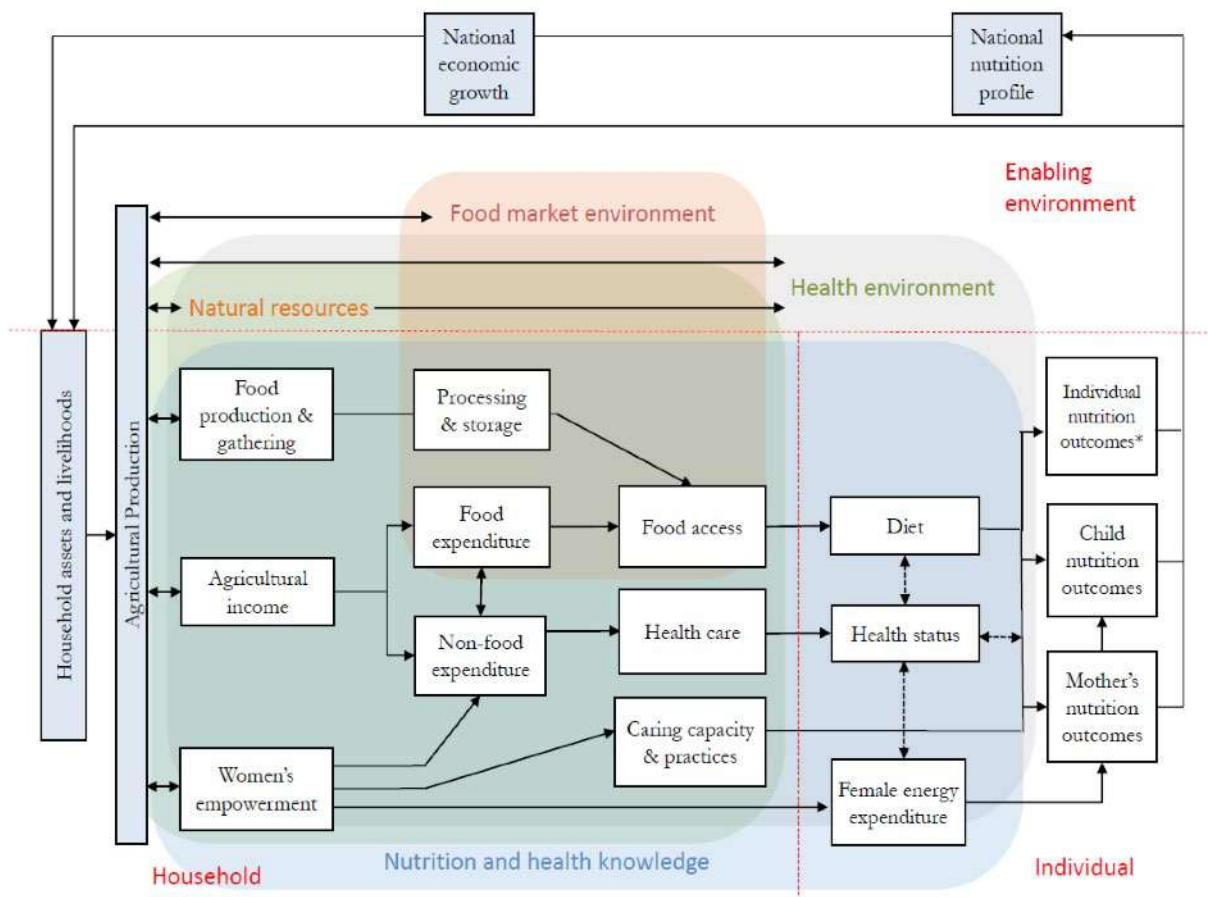 National
economic
growth
National
nutrition
profile
Enabling
environment
Food market environment
Health environment
Natural resources
Household assets and livelihoods
Agricultural Production
Food
production &
gathering
Processing
& storage
Individual
nutrition
outcomes*
Food
expenditure
Food access
Diet
Child
nutrition
outcomes
Agricultural
income
Non-food
expenditure
Health care
Health status
Mother's
nutrition
outcomes
Caring capacity
& practices
Women's
empowerment
Female energy
expenditure
Household
Nutrition and health knowledge
Individual